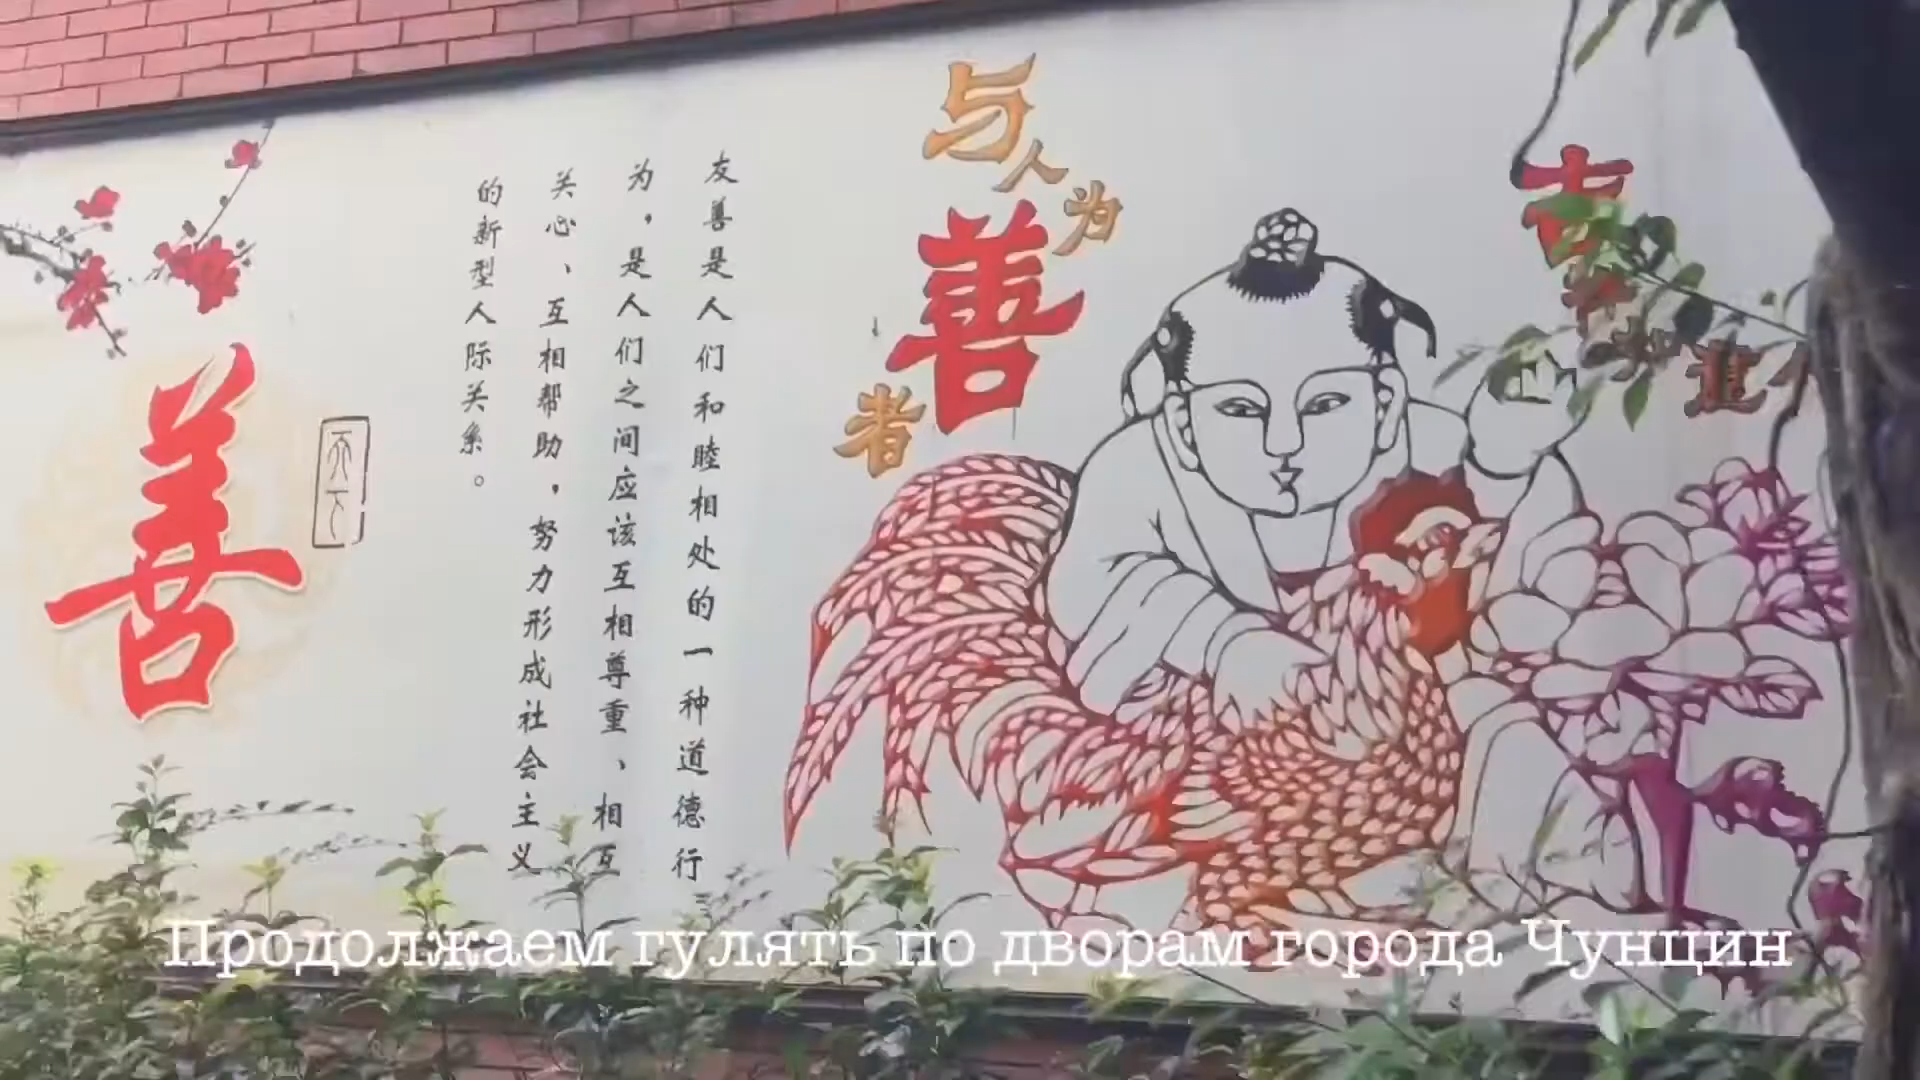 善
天下
友善是人们和睦相处的一种道德行
为，是人们之间应该互相尊重、相互
关心、互相帮助，努力形成社会主义
的新型人际关系。
与人为
善
者
吉
Продолжаем гулять по дворам города Чунцин